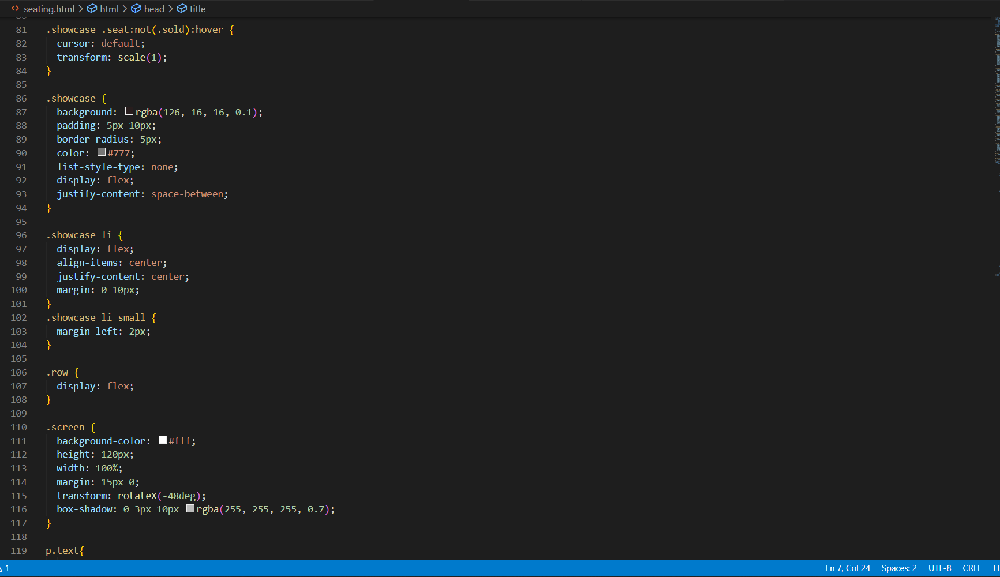 seating.html > html > head > title
81 .showcase .seat:not(.sold):hover {
82 cursor: default;
83 transform: scale(1);
84 }
85
86 .showcase {
87 background: rgba(126, 16, 16, 0.1);
88 padding: 5px 10px;
89 border-radius: 5px;
90 color: #777;
91 list-style-type: none;
92 display: flex;
93 justify-content: space-between;
94 }
95
96 .showcase li {
97 display: flex;
98 align-items: center;
99 justify-content: center;
100 margin: 0 10px;
101 }
102 .showcase li small {
103 margin-left: 2px;
104 }
105
106 .row {
107 display: flex;
108 }
109
110 .screen {
111 background-color: #fff;
112 height: 120px;
113 width: 100%;
114 margin: 15px 0;
115 transform: rotateX(-48deg);
116 box-shadow: 0 3px 10px rgba(255, 255, 255, 0.7);
117 }
118
119 p.text{
1 Ln 7, Col 24 Spaces: 2 UTF-8 CRLF